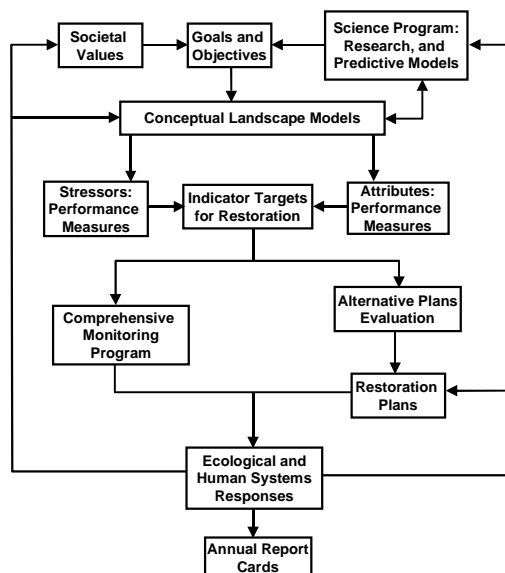 Societal
Values
Goals and
Objectives
Science Program:
Research, and
Predictive Models
Conceptual Landscape Models
Stressors:
Performance
Measures
Indicator Targets
for Restoration
Attributes:
Performance
Measures
Comprehensive
Monitoring
Program
Alternative Plans
Evaluation
Restoration
Plans
Ecological and
Human Systems
Responses
Annual Report
Cards